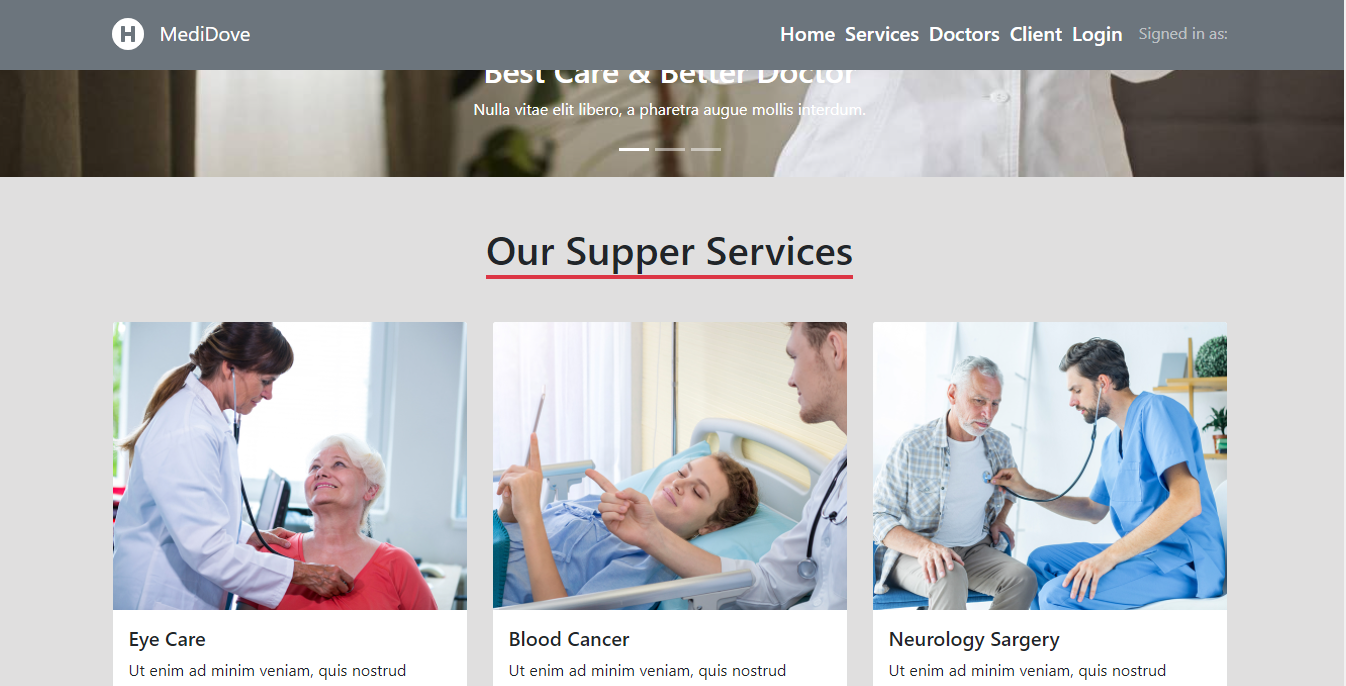 H MediDove Home Services Doctors Client Login Signed in as:
Best Care & Better Doctor
Nulla vitae elit libero, a pharetra augue mollis interdum.
Our Supper Services
Eye Care
Ut enim ad minim veniam, quis nostrud
Blood Cancer
Ut enim ad minim veniam, quis nostrud
Neurology Sargery
Ut enim ad minim veniam, quis nostrud